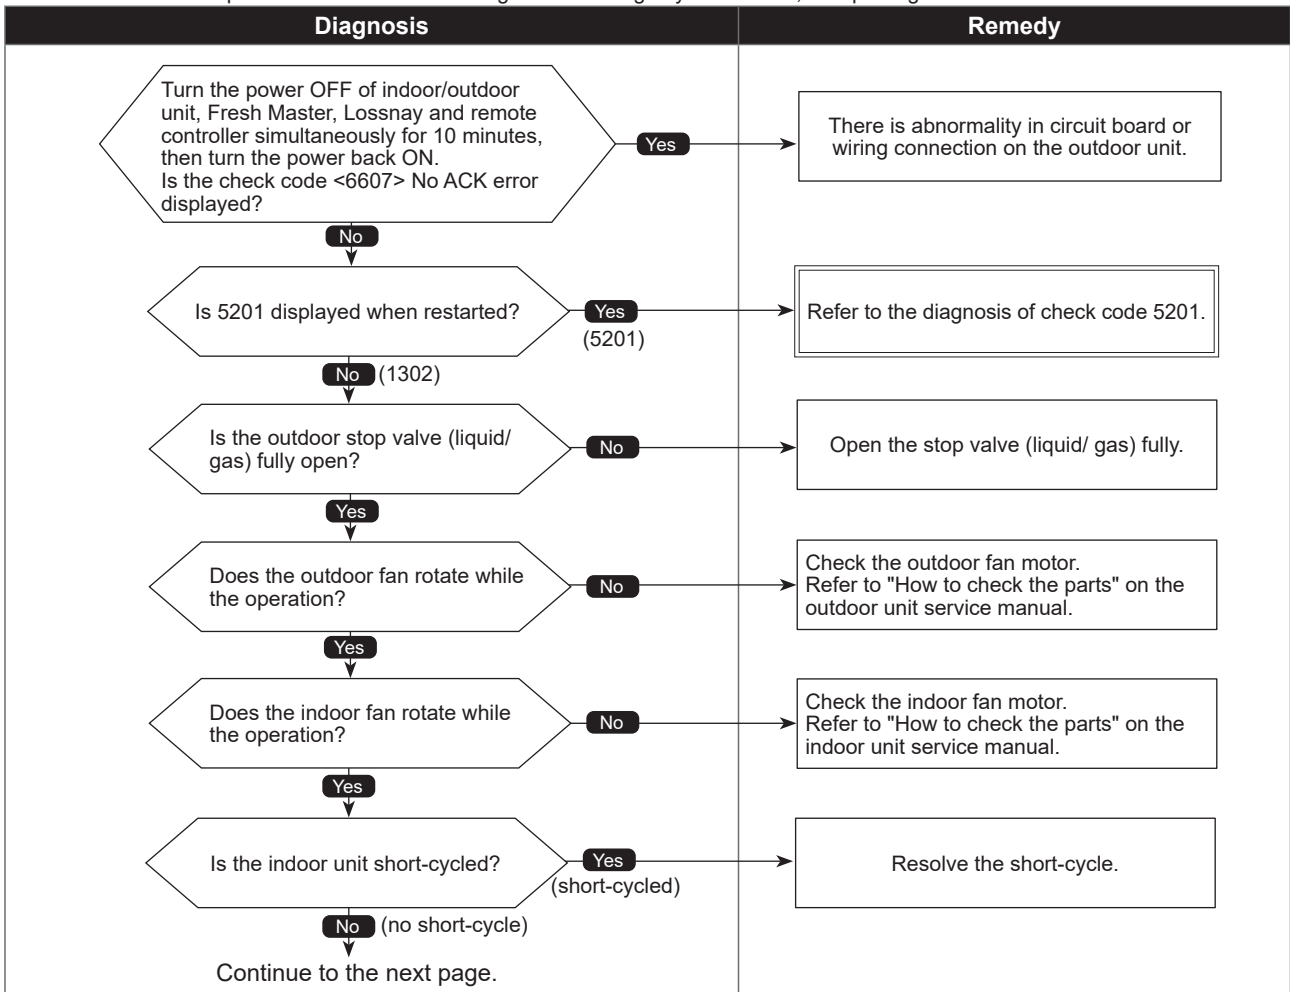 Diagnosis
Remedy
Turn the power OFF of indoor/outdoor
unit, Fresh Master, Lossnay and remote
controller simultaneously for 10 minutes,
then turn the power back ON.
Is the check code <6607> No ACK error
displayed?
Yes
There is abnormality in circuit board or
wiring connection on the outdoor unit.
No
Is 5201 displayed when restarted?
Yes
(5201)
Refer to the diagnosis of check code 5201.
No (1302)
Is the outdoor stop valve (liquid/
gas) fully open?
No
Open the stop valve (liquid/ gas) fully.
Yes
Does the outdoor fan rotate while
the operation?
No
Check the outdoor fan motor.
Refer to "How to check the parts" on the
outdoor unit service manual.
Yes
Does the indoor fan rotate while
the operation?
No
Check the indoor fan motor.
Refer to "How to check the parts" on the
indoor unit service manual.
Yes
Is the indoor unit short-cycled?
Yes
(short-cycled)
Resolve the short-cycle.
No (no short-cycle)
Continue to the next page.